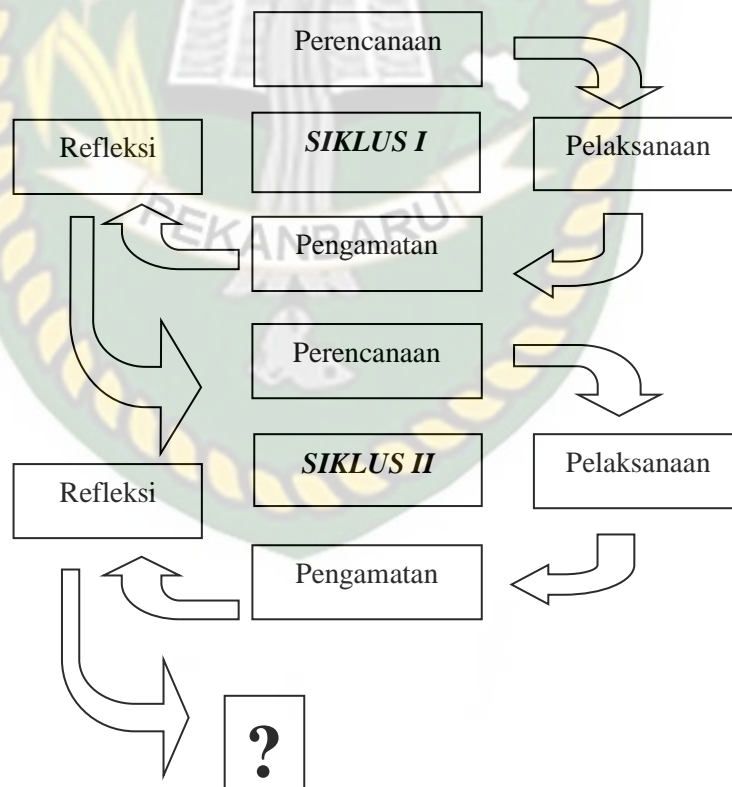 Perencanaan
Refleksi
SIKLUS I
Pelaksanaan
PEKANBARU
Pengamatan
Perencanaan
Refleksi
SIKLUS II
Pelaksanaan
Pengamatan
?